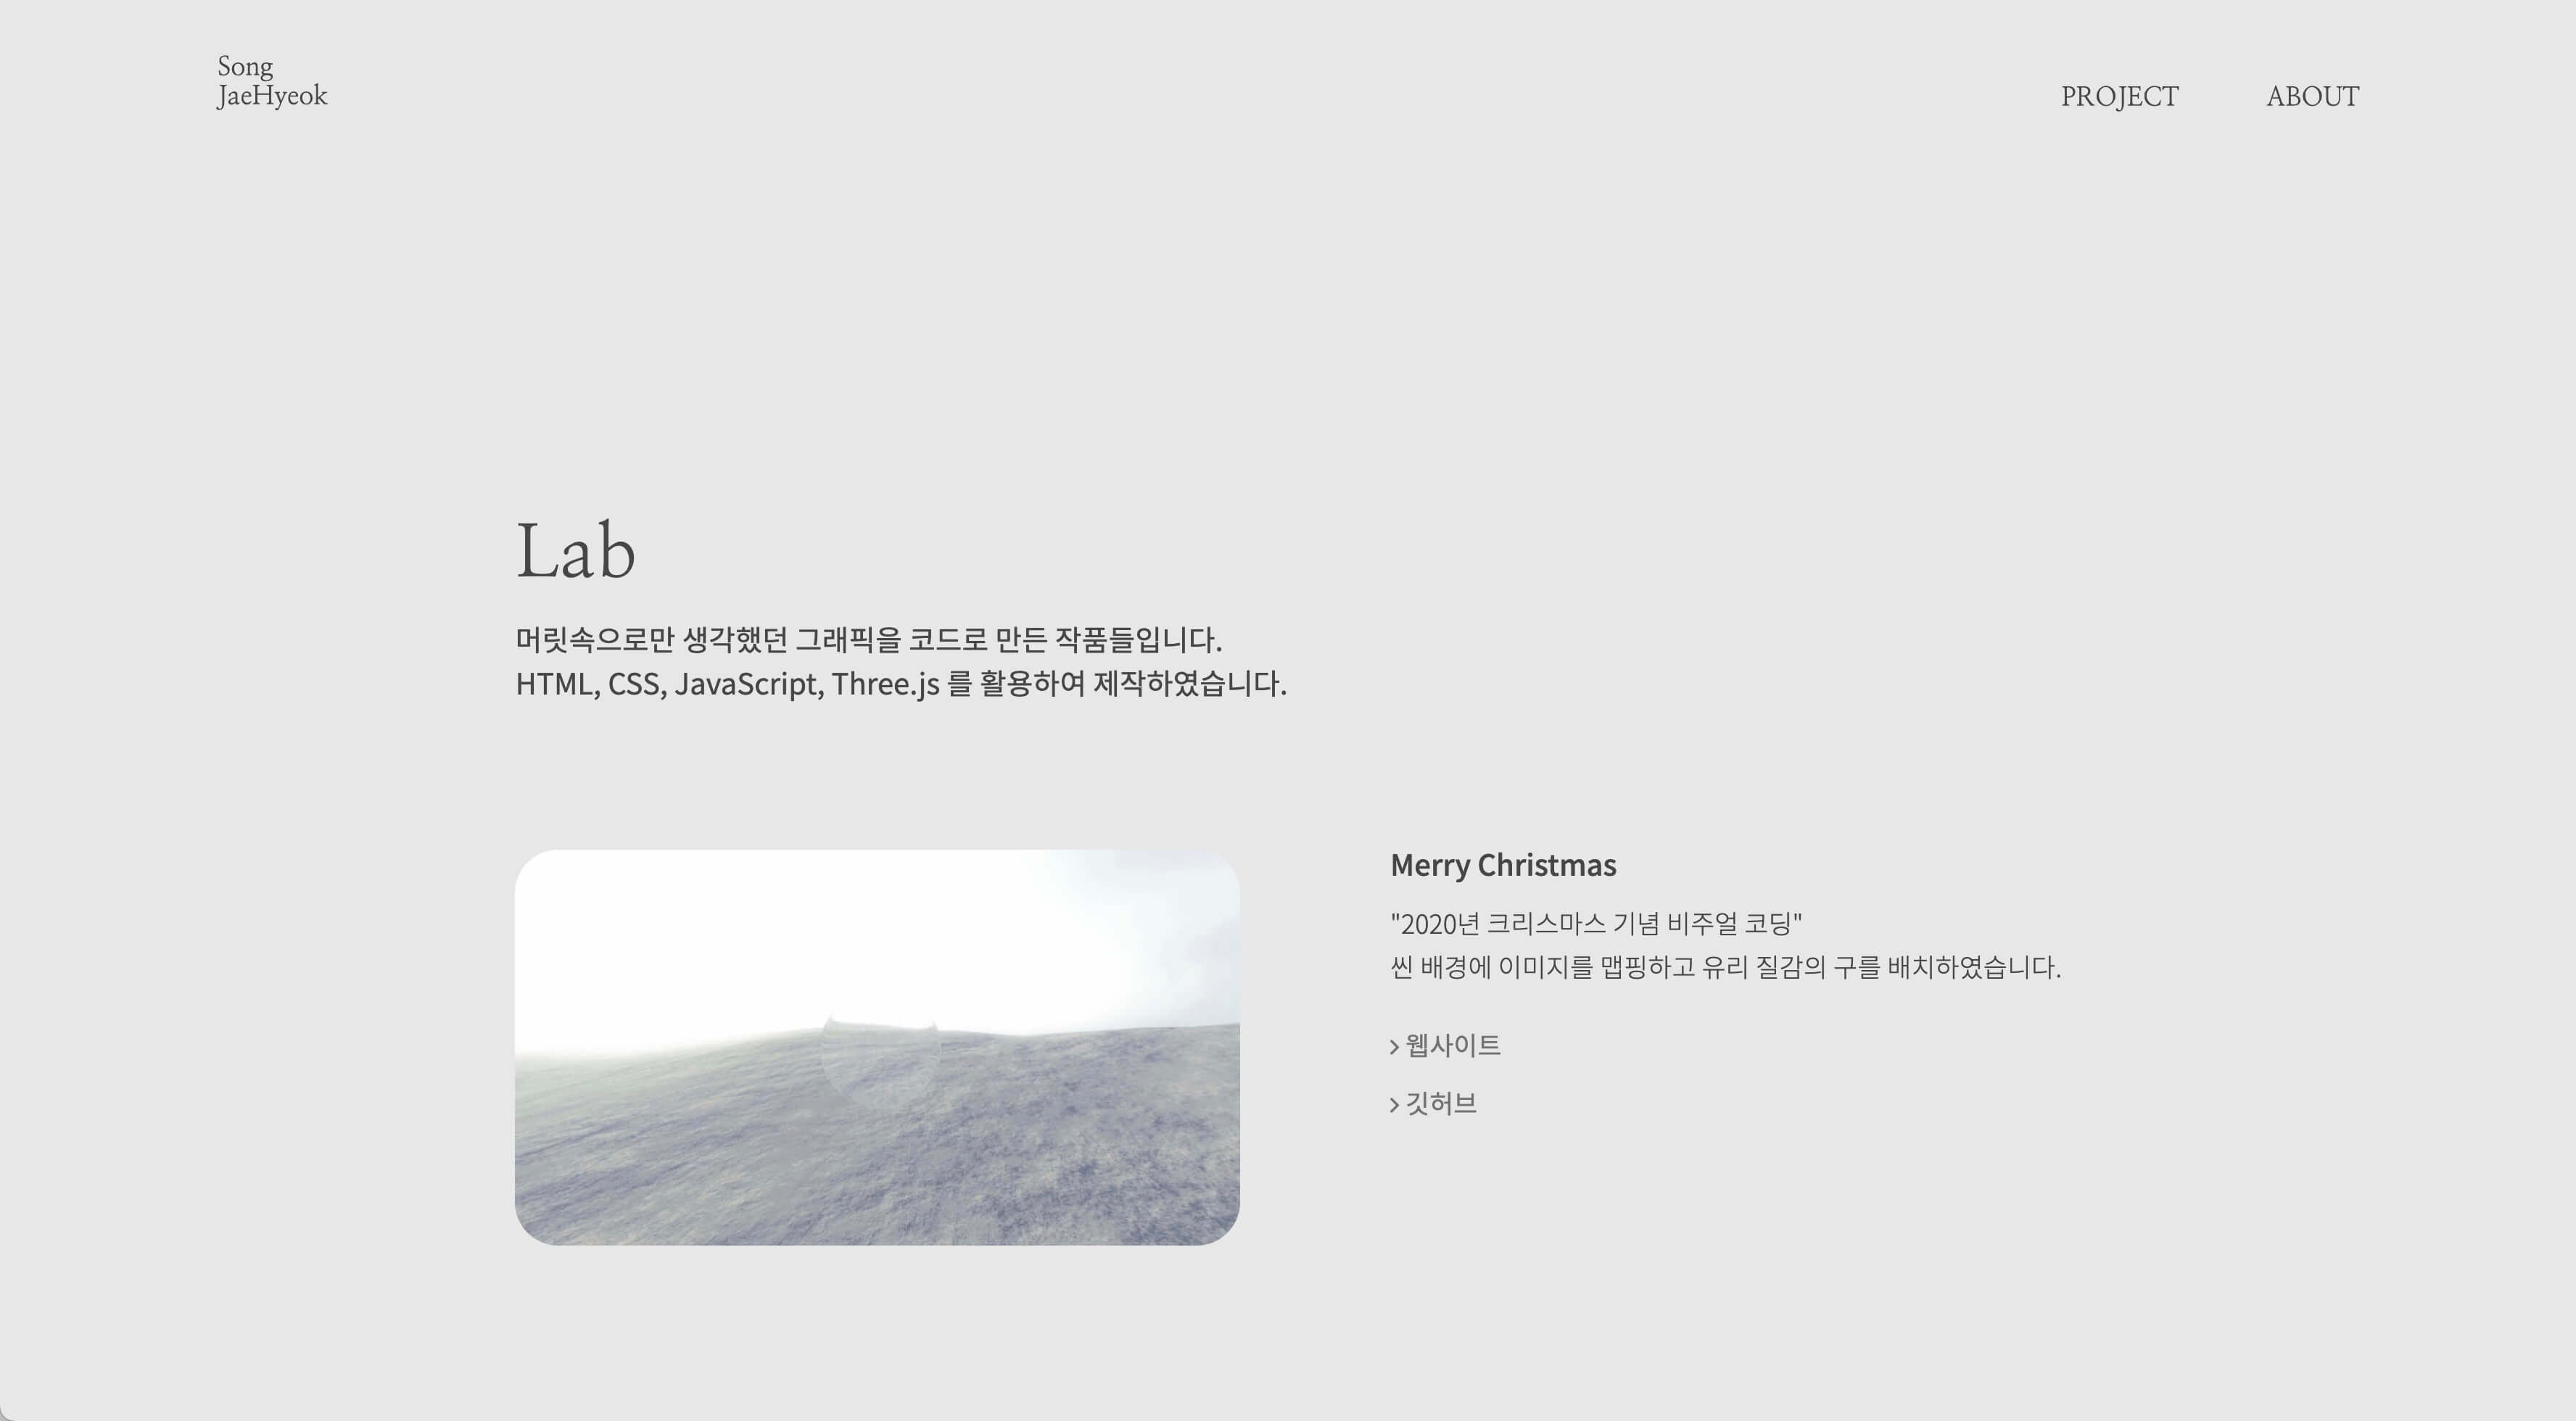 Song
JaeHyeok
PROJECT
ABOUT
Lab
머릿속으로만 생각했던 그래픽을 코드로 만든 작품들입니다.
HTML, CSS, JavaScript, Three.js 를 활용하여 제작하였습니다.
Merry Christmas
"2020년 크리스마스 기념 비주얼 코딩"
씬 배경에 이미지를 맵핑하고 유리 질감의 구를 배치하였습니다.
> 웹사이트
> 깃허브